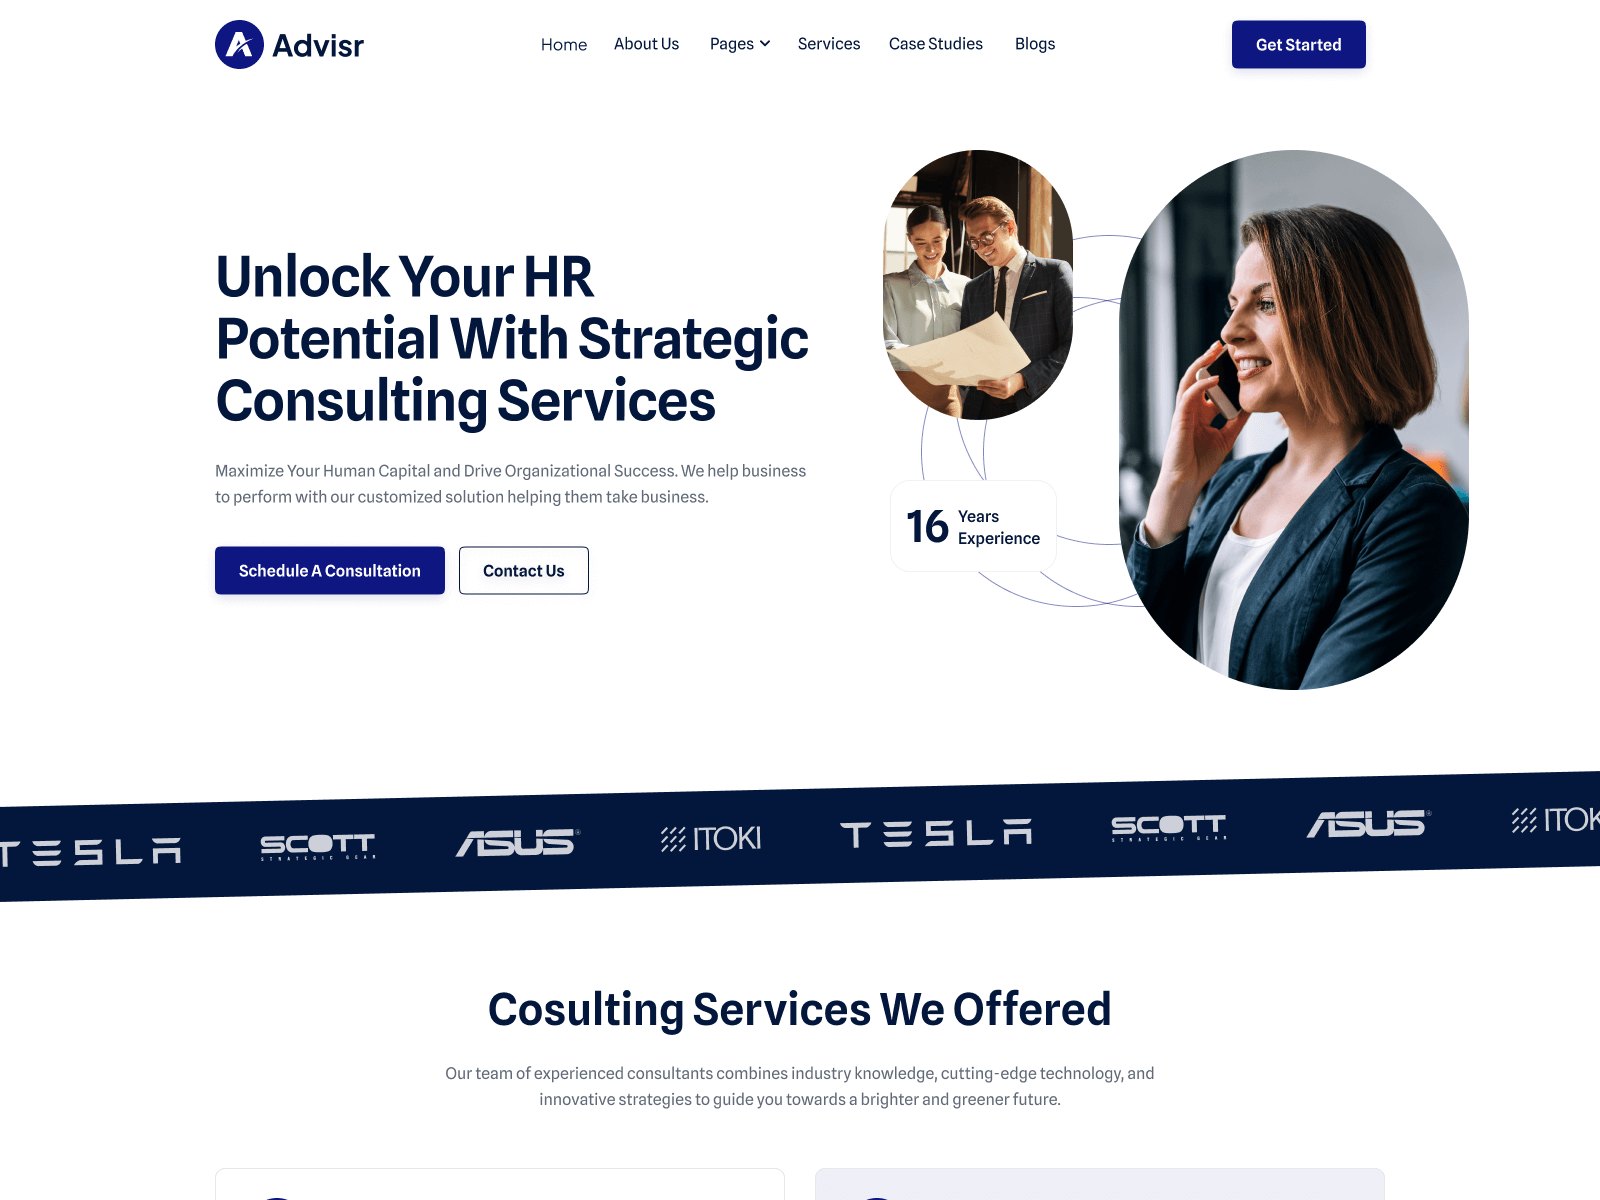 Advisr
Home About Us Pages Services Case Studies Blogs
Get Started
Unlock Your HR
Potential With Strategic
Consulting Services
Maximize Your Human Capital and Drive Organizational Success. We help business
to perform with our customized solution helping them take business.
Schedule A Consultation
Contact Us
16 Years
Experience
TESLA SCOTT STRATEGIC GEAR ASUS® ITOKI TESLA SCOTT STRATEGIC GEAR ASUS® ITOK
Cosulting Services We Offered
Our team of experienced consultants combines industry knowledge, cutting-edge technology, and
innovative strategies to guide you towards a brighter and greener future.